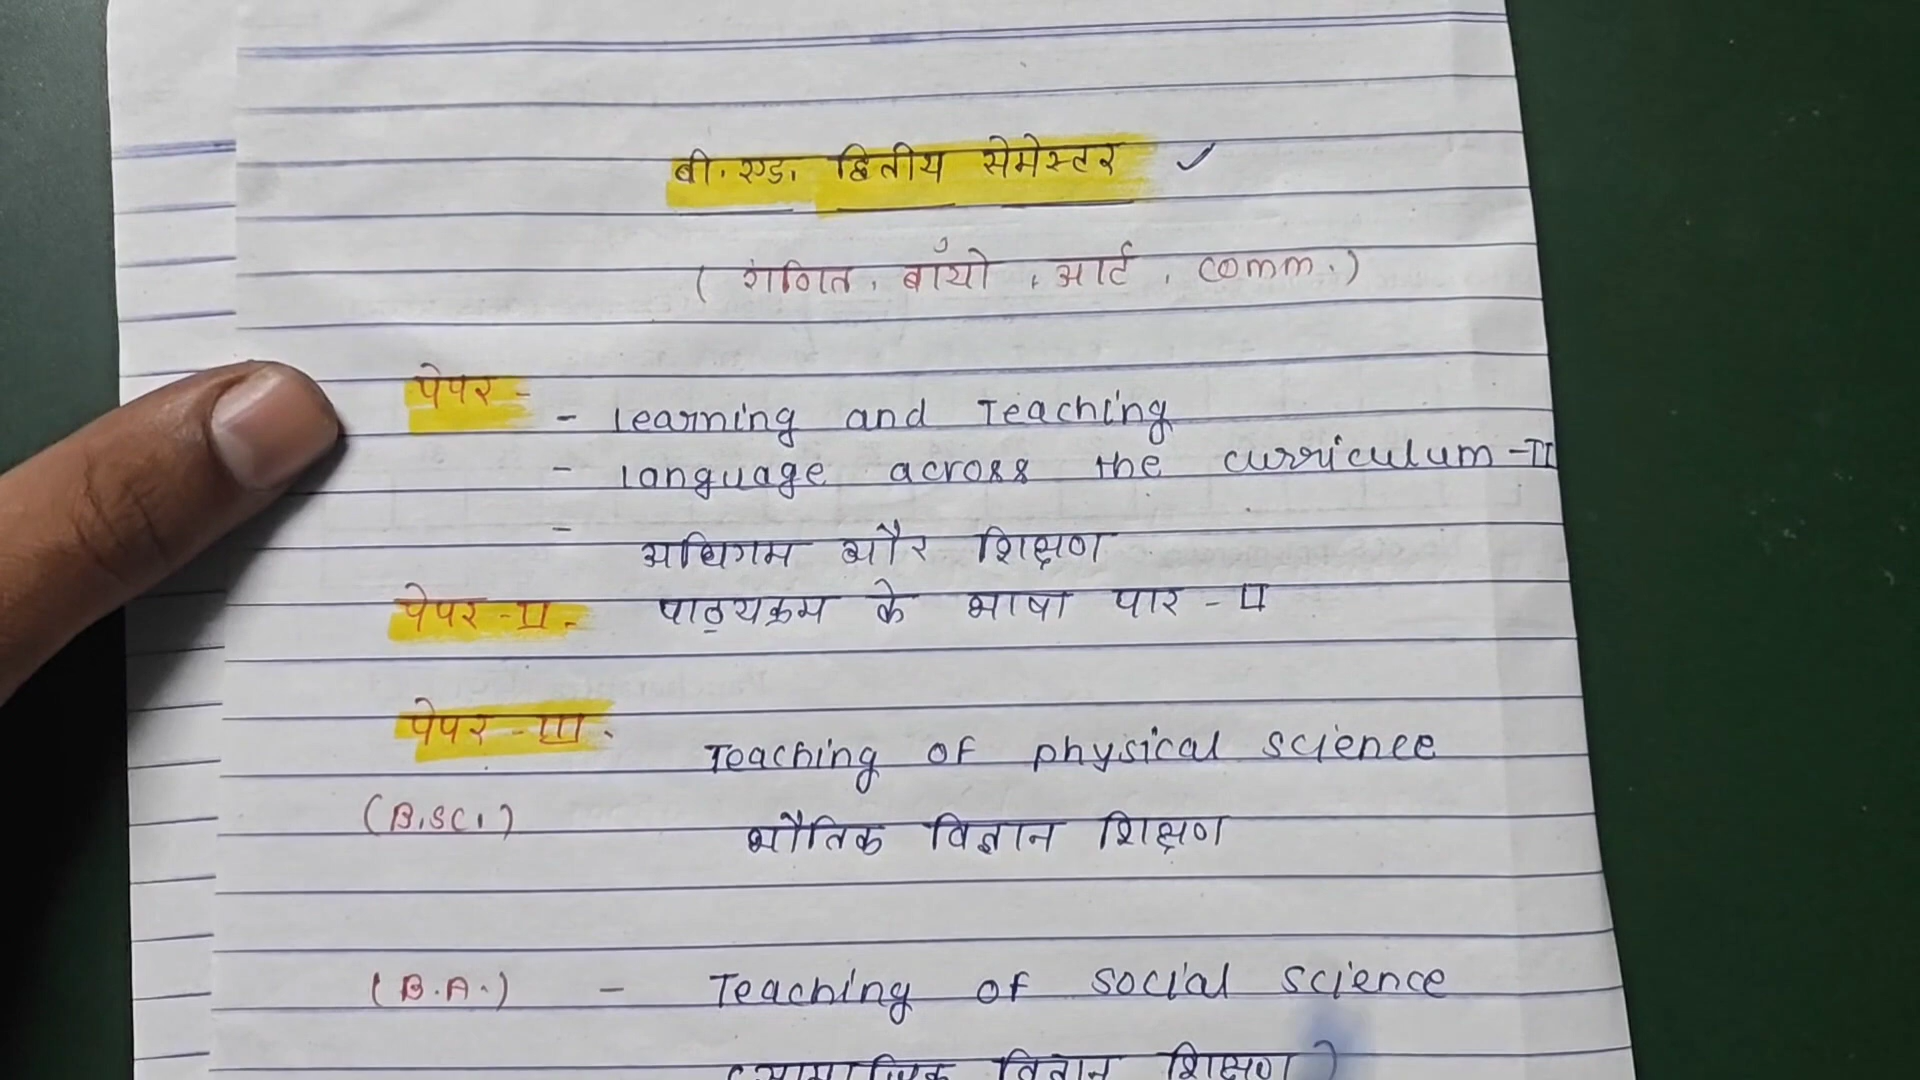 बी.एड. द्वितीय सेमेस्टर ✓
( गणित, बॉयो, आर्ट, Comm.)
पेपर -
- learning and Teaching
- language across the curriculum-II
-
अधिगम और शिक्षण
पेपर-II- पाठ्यक्रम के भाषा पार - II
पेपर-III. Teaching of physical science
(B.SC.) भौतिक विज्ञान शिक्षण
(B.A.) - Teaching of social science
(सामाजिक विज्ञान शिक्षण)